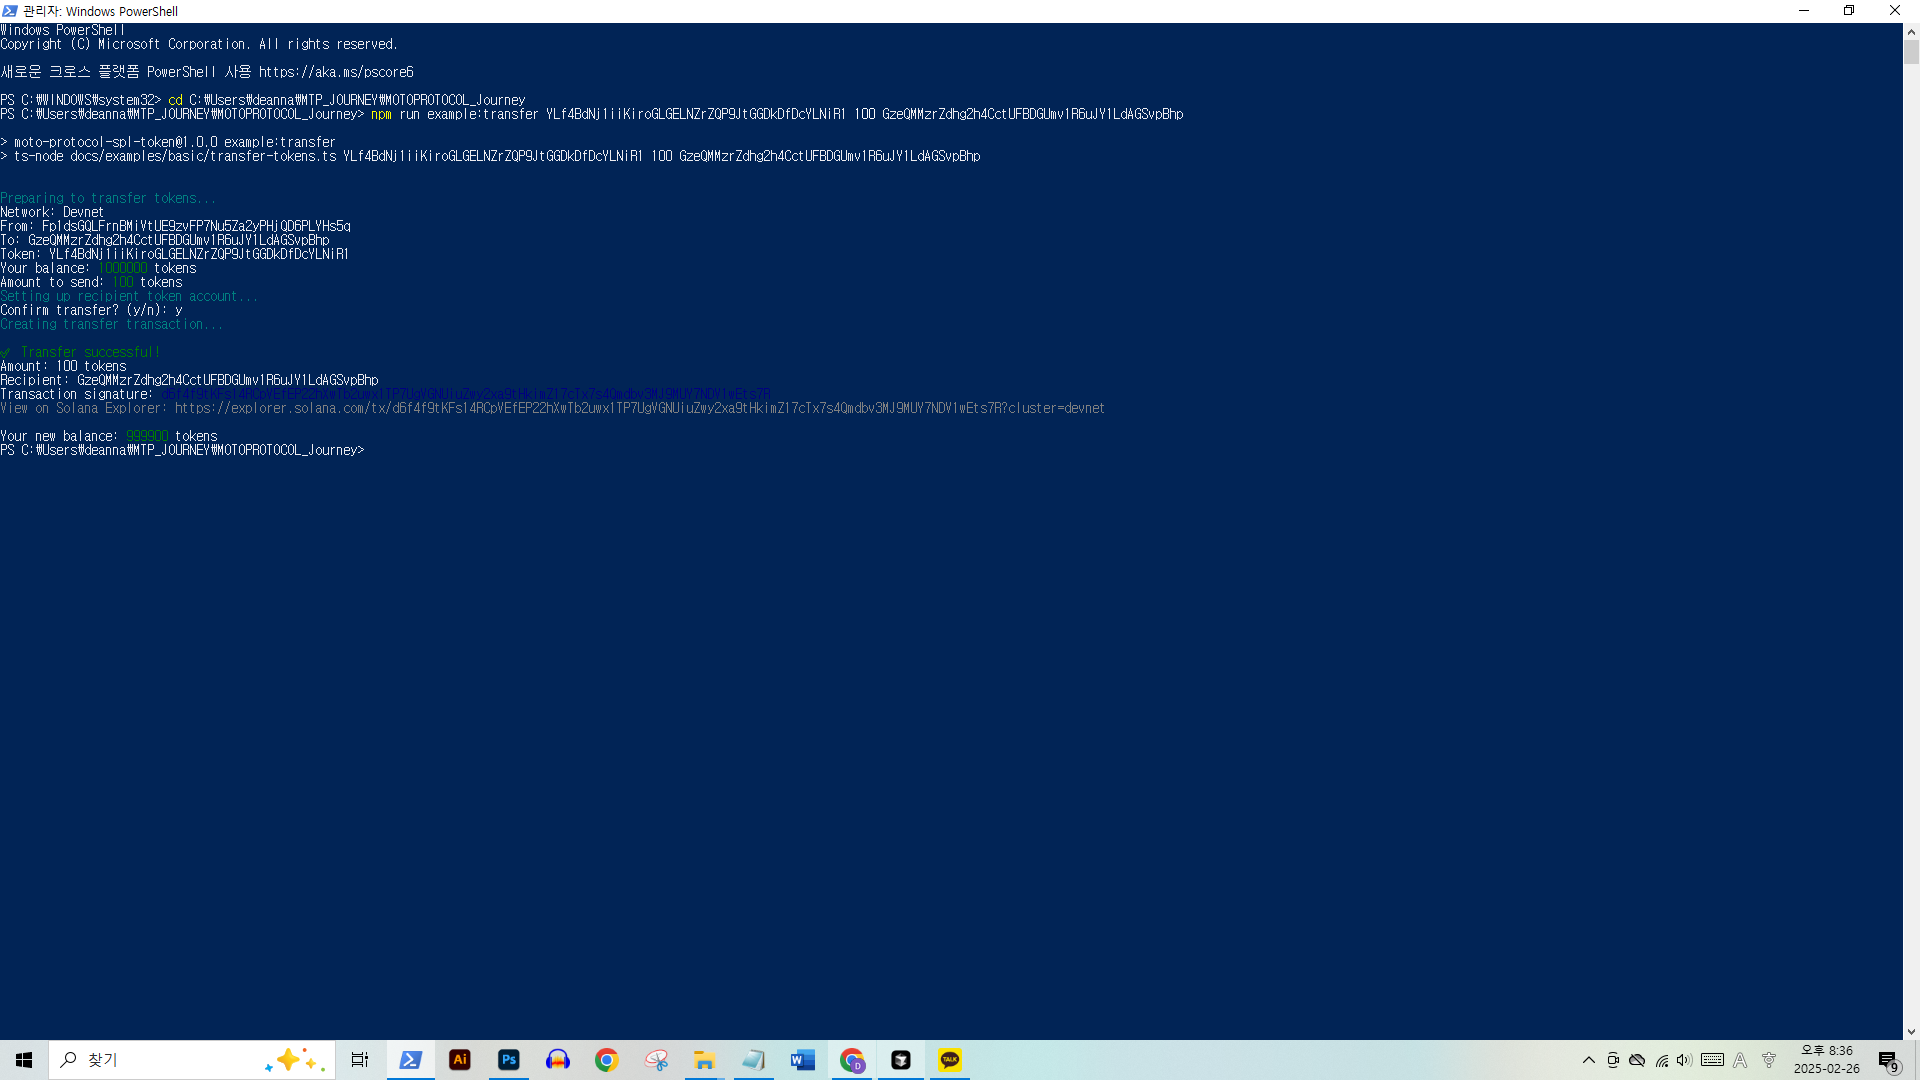 관리자: Windows PowerShell
Windows PowerShell
Copyright (C) Microsoft Corporation. All rights reserved.
새로운 크로스 플랫폼 PowerShell 사용 https://aka.ms/pscore6
PS C:₩WINDOWS₩system32> cd C:₩Users₩deanna₩MTP_JOURNEY₩MOTOPROTOCOL_Journey
PS C:₩Users₩deanna₩MTP_JOURNEY₩MOTOPROTOCOL_Journey> npm run example:transfer YLf4BdNj1iiKiroGLGELNZrZQP9JtGGDkDfDcYLNiR1 100 GzeQMMzrZdhg2h4CctUFBDGUmv1R6uJY1LdAGSvpBhp
> moto-protocol-spl-token@1.0.0 example:transfer
> ts-node docs/examples/basic/transfer-tokens.ts YLf4BdNj1iiKiroGLGELNZrZQP9JtGGDkDfDcYLNiR1 100 GzeQMMzrZdhg2h4CctUFBDGUmv1R6uJY1LdAGSvpBhp
Preparing to transfer tokens...
Network: Devnet
From: Fp1dsGQLFrnBMiVtUE9zvFP7Nu5Za2yPHjQD6PLYHs5q
To: GzeQMMzrZdhg2h4CctUFBDGUmv1R6uJY1LdAGSvpBhp
Token: YLf4BdNj1iiKiroGLGELNZrZQP9JtGGDkDfDcYLNiR1
Your balance: 1000000 tokens
Amount to send: 100 tokens
Setting up recipient token account...
Confirm transfer? (y/n): y
Creating transfer transaction...
✔ Transfer successful!
Amount: 100 tokens
Recipient: GzeQMMzrZdhg2h4CctUFBDGUmv1R6uJY1LdAGSvpBhp
Transaction signature: d6f4f9tKFs14RCpVEfEP22hXwTb2uwx1TP7UgVGNUiuZwy2xa9tHkimZ17cTx7s4Qmdbv3MJ9MUY7NDV1wEts7R
View on Solana Explorer: https://explorer.solana.com/tx/d6f4f9tKFs14RCpVEfEP22hXwTb2uwx1TP7UgVGNUiuZwy2xa9tHkimZ17cTx7s4Qmdbv3MJ9MUY7NDV1wEts7R?cluster=devnet
Your new balance: 999900 tokens
PS C:₩Users₩deanna₩MTP_JOURNEY₩MOTOPROTOCOL_Journey>
찾기
Ai
Ps
W
D
TALK
A
오후 8:36
2025-02-26
9